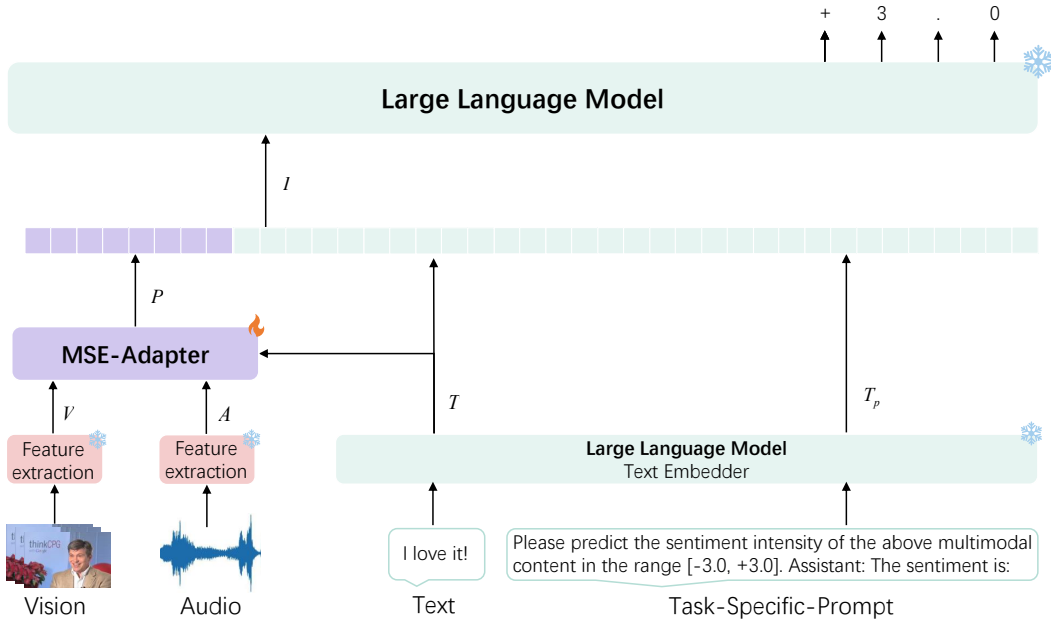 + 3 . 0
Large Language Model
I
P
MSE-Adapter
V
A
T
Tp
Feature
extraction
Feature
extraction
Large Language Model
Text Embedder
thinkCPG
I love it!
Please predict the sentiment intensity of the above multimodal
content in the range [-3.0, +3.0]. Assistant: The sentiment is:
Vision
Audio
Text
Task-Specific-Prompt